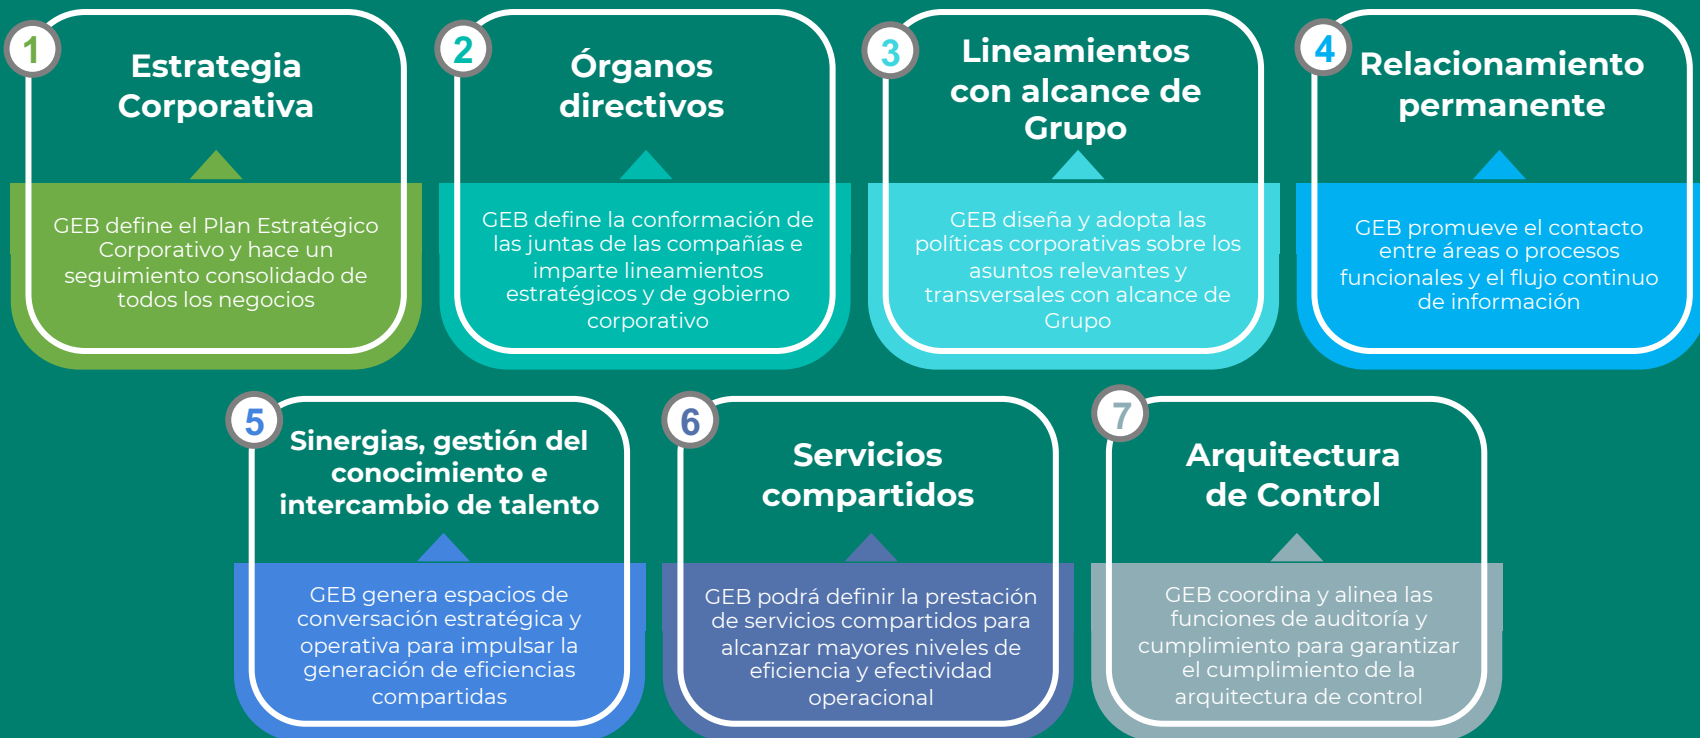 1
Estrategia
Corporativa
GEB define el Plan Estratégico
Corporativo y hace un
seguimiento consolidado de
todos los negocios
2
Órganos
directivos
GEB define la conformación de
las juntas de las compañías e
imparte lineamientos
estratégicos y de gobierno
corporativo
3
Lineamientos
con alcance de
Grupo
GEB diseña y adopta las
políticas corporativas sobre los
asuntos relevantes y
transversales con alcance de
Grupo
4
Relacionamiento
permanente
GEB promueve el contacto
entre áreas o procesos
funcionales y el flujo continuo
de información
5
Sinergias, gestión del
conocimiento e
intercambio de talento
GEB genera espacios de
conversación estratégica y
operativa para impulsar la
generación de eficiencias
compartidas
6
Servicios
compartidos
GEB podrá definir la prestación
de servicios compartidos para
alcanzar mayores niveles de
eficiencia y efectividad
operacional
7
Arquitectura
de Control
GEB coordina y alinea las
funciones de auditoría y
cumplimiento para garantizar
el cumplimiento de la
arquitectura de control